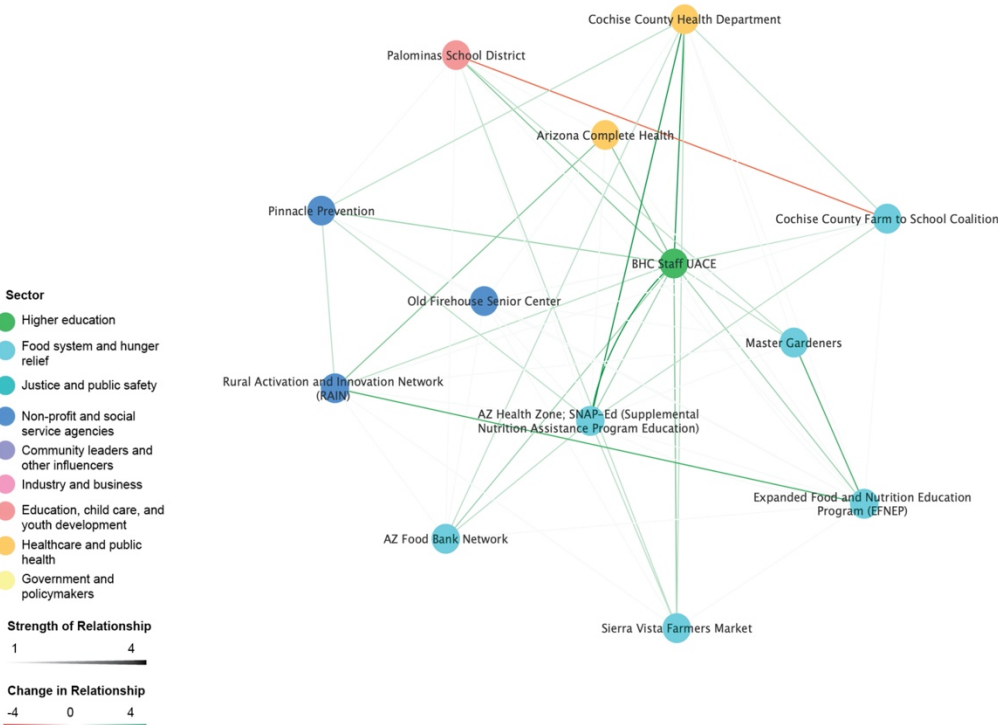 Cochise County Health Department
Palominas School District
Arizona Complete Health
Pinnacle Prevention
Cochise County Farm to School Coalition
BHC Staff UACE
Old Firehouse Senior Center
Master Gardeners
Rural Activation and Innovation Network
(RAIN)
AZ Health Zone; SNAP-Ed (Supplemental
Nutrition Assistance Program Education)
Expanded Food and Nutrition Education
Program (EFNEP)
AZ Food Bank Network
Sierra Vista Farmers Market
Sector
Higher education
Food system and hunger
relief
Justice and public safety
Non-profit and social
service agencies
Community leaders and
other influencers
Industry and business
Education, child care, and
youth development
Healthcare and public
health
Government and
policymakers
Strength of Relationship
1 4
Change in Relationship
-4 0 4